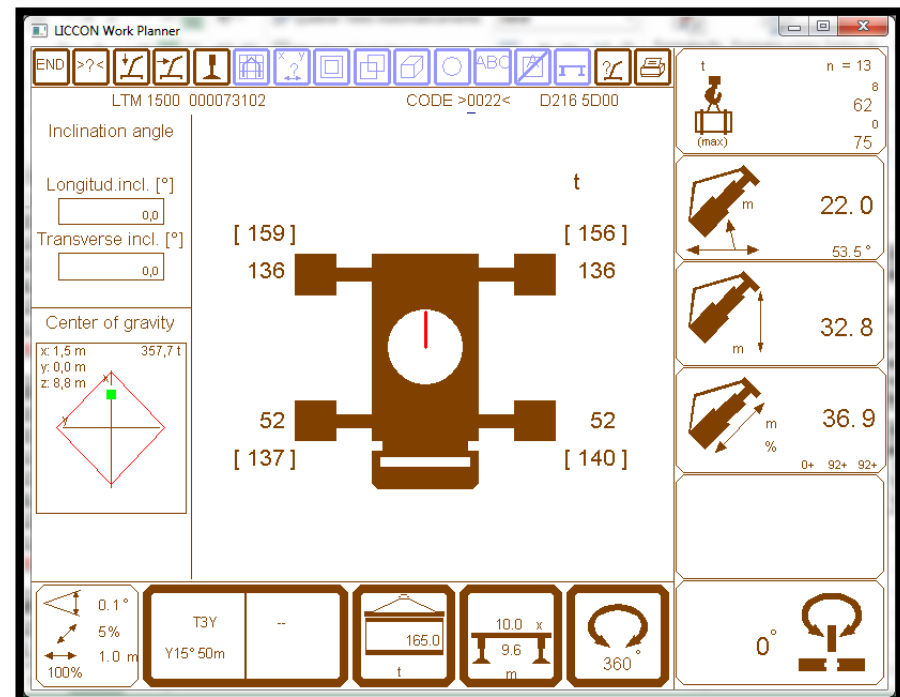 LICCON Work Planner
END >?< ? x y ? ABC A ?
LTM 1500 000073102 CODE >0022< D216 5D00
Inclination angle
Longitud.incl. [°]
0,0
Transverse incl. [°]
0,0
Center of gravity
x: 1,5 m 357,7 t
y: 0,0 m
z: 8,8 m
x
y
t
[ 159 ] [ 156 ]
136 136
52 52
[ 137 ] [ 140 ]
t n = 13
8
62
0
(max) 75
m 22. 0
53.5°
32. 8
m
m 36. 9
%
0+ 92+ 92+
0.1°
5%
1.0 m
100%
T3Y --
Y15° 50m
165.0
t
10.0 x
9.6
m
360°
0°